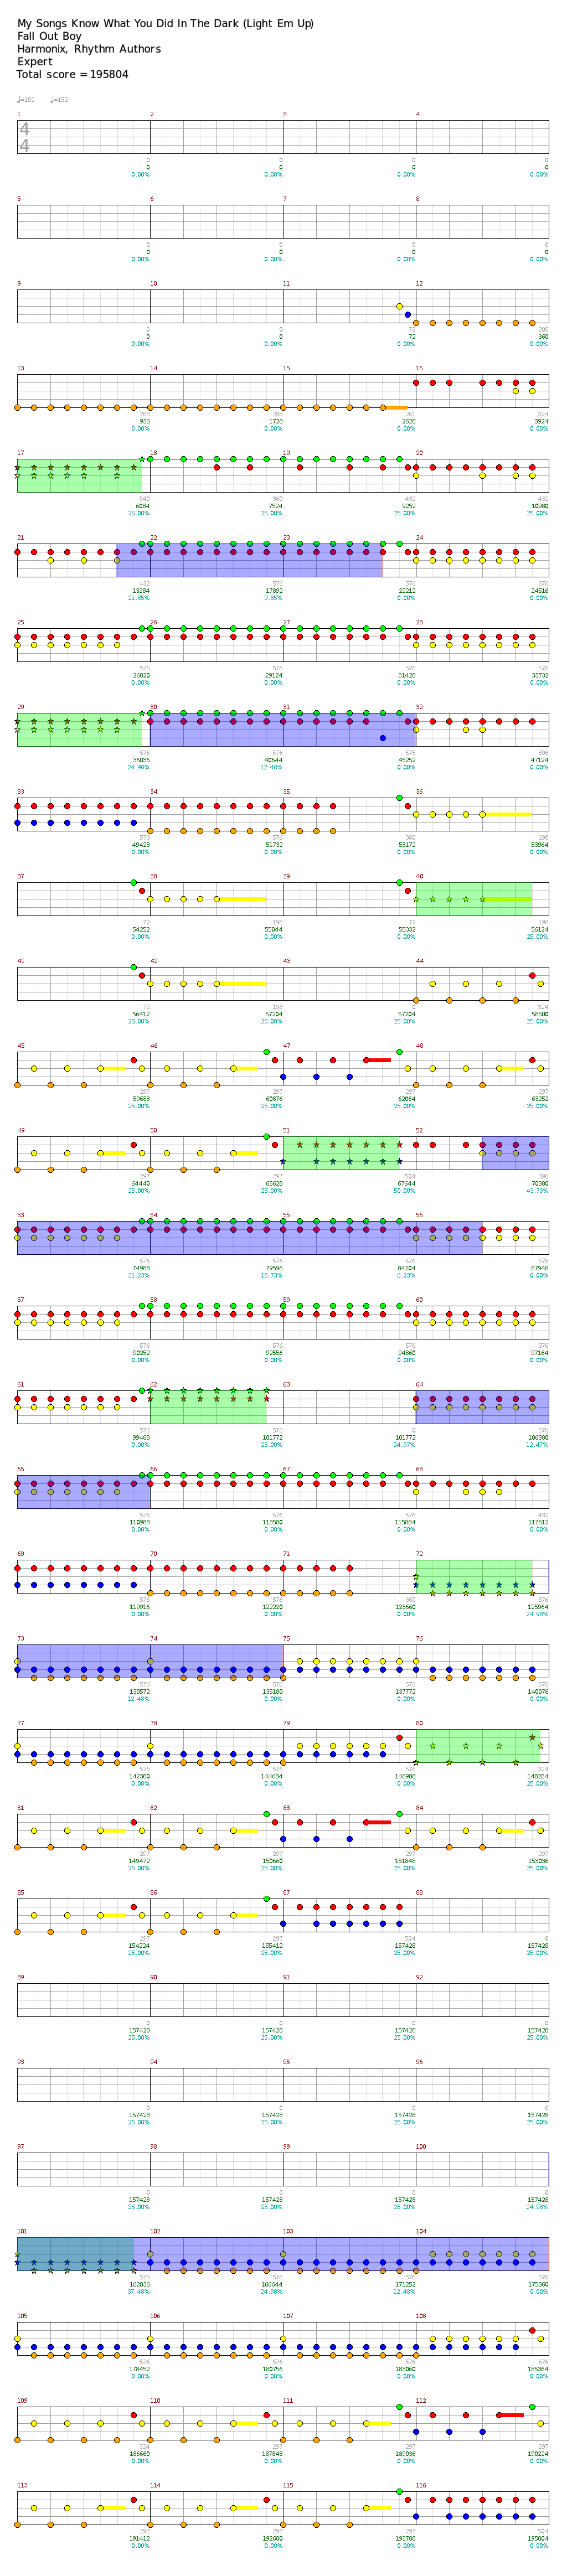 My Songs Know What You Did In The Dark (Light Em Up)
Fall Out Boy
Harmonix, Rhythm Authors
Expert
Total score = 195804
♩=152 ♩=152
1 2 3 4
4
4
0 0 0 0
0 0 0 0
0.00% 0.00% 0.00% 0.00%
5 6 7 8
0 0 0 0
0 0 0 0
0.00% 0.00% 0.00% 0.00%
9 10 11 12
0 0 72 288
0 0 72 360
0.00% 0.00% 0.00% 0.00%
13 14 15 16
288 288 261 324
936 1728 2628 3924
0.00% 0.00% 0.00% 0.00%
17 18 19 20
540 360 432 432
6084 7524 9252 10980
25.00% 25.00% 25.00% 25.00%
21 22 23 24
432 576 576 576
13284 17892 22212 24516
21.85% 9.35% 0.00% 0.00%
25 26 27 28
576 576 576 576
26820 29124 31428 33732
0.00% 0.00% 0.00% 0.00%
29 30 31 32
576 576 576 396
36036 40644 45252 47124
24.98% 12.48% 0.00% 0.00%
33 34 35 36
576 576 360 198
49428 51732 53172 53964
0.00% 0.00% 0.00% 0.00%
37 38 39 40
72 198 72 198
54252 55044 55332 56124
0.00% 0.00% 0.00% 25.00%
41 42 43 44
72 198 0 324
56412 57204 57204 58500
25.00% 25.00% 25.00% 25.00%
45 46 47 48
297 297 297 297
59688 60876 62064 63252
25.00% 25.00% 25.00% 25.00%
49 50 51 52
297 297 504 396
64440 65628 67644 70380
25.00% 25.00% 50.00% 43.73%
53 54 55 56
576 576 576 576
74988 79596 84204 87948
31.23% 18.73% 6.23% 0.00%
57 58 59 60
576 576 576 576
90252 92556 94860 97164
0.00% 0.00% 0.00% 0.00%
61 62 63 64
576 576 0 576
99468 101772 101772 106380
0.00% 25.00% 24.97% 12.47%
65 66 67 68
576 576 576 432
110988 113580 115884 117612
0.00% 0.00% 0.00% 0.00%
69 70 71 72
576 576 360 576
119916 122220 123660 125964
0.00% 0.00% 0.00% 24.98%
73 74 75 76
576 576 576 576
130572 135180 137772 140076
12.48% 0.00% 0.00% 0.00%
77 78 79 80
576 576 576 324
142380 144684 146988 148284
0.00% 0.00% 0.00% 25.00%
81 82 83 84
297 297 297 297
149472 150660 151848 153036
25.00% 25.00% 25.00% 25.00%
85 86 87 88
297 297 504 0
154224 155412 157428 157428
25.00% 25.00% 25.00% 25.00%
89 90 91 92
0 0 0 0
157428 157428 157428 157428
25.00% 25.00% 25.00% 25.00%
93 94 95 96
0 0 0 0
157428 157428 157428 157428
25.00% 25.00% 25.00% 25.00%
97 98 99 100
0 0 0 0
157428 157428 157428 157428
25.00% 25.00% 25.00% 24.98%
101 102 103 104
576 576 576 576
162036 166644 171252 175860
37.48% 24.98% 12.48% 0.00%
105 106 107 108
576 576 576 576
178452 180756 183060 185364
0.00% 0.00% 0.00% 0.00%
109 110 111 112
324 297 297 297
186660 187848 189036 190224
0.00% 0.00% 0.00% 0.00%
113 114 115 116
297 297 297 504
191412 192600 193788 195804
0.00% 0.00% 0.00% 0.00%